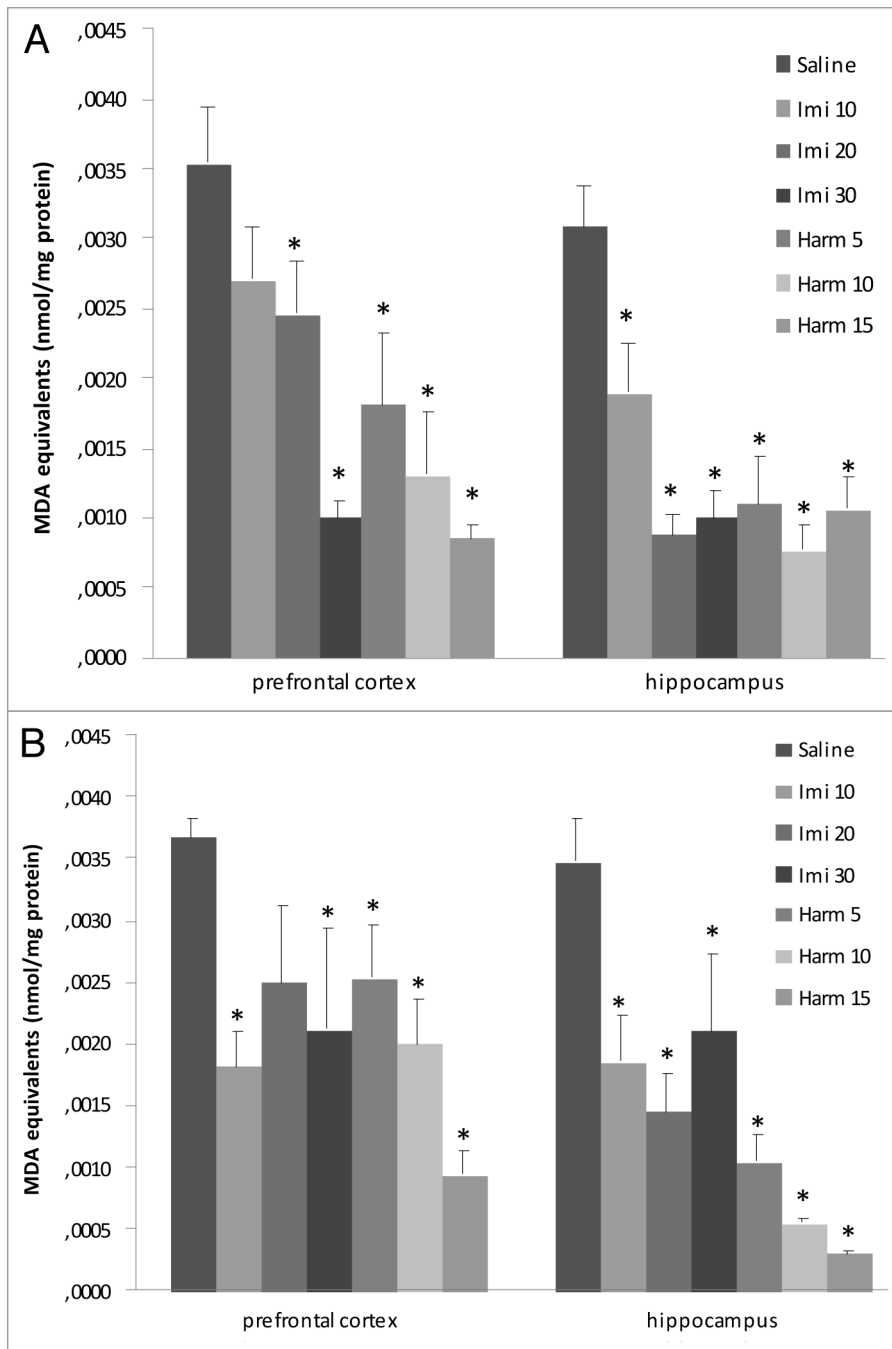 A
,0045
,0040
,0035
,0030
,0025
,0020
,0015
,0010
,0005
,0000
MDA equivalents (nmol/mg protein)
Saline
Imi 10
Imi 20
Imi 30
Harm 5
Harm 10
Harm 15
* * * * *
* * * * * *
prefrontal cortex hippocampus
B
,0045
,0040
,0035
,0030
,0025
,0020
,0015
,0010
,0005
,0000
MDA equivalents (nmol/mg protein)
Saline
Imi 10
Imi 20
Imi 30
Harm 5
Harm 10
Harm 15
* * * * *
* * * * * *
prefrontal cortex hippocampus